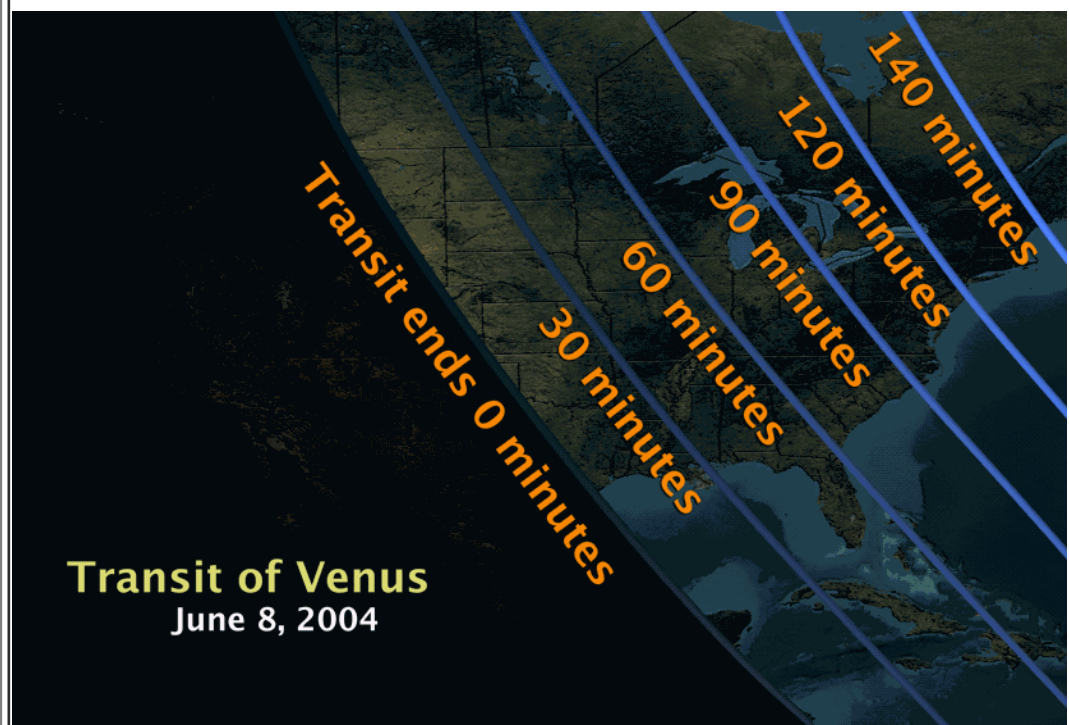 140 minutes
120 minutes
90 minutes
60 minutes
30 minutes
Transit ends 0 minutes
Transit of Venus
June 8, 2004